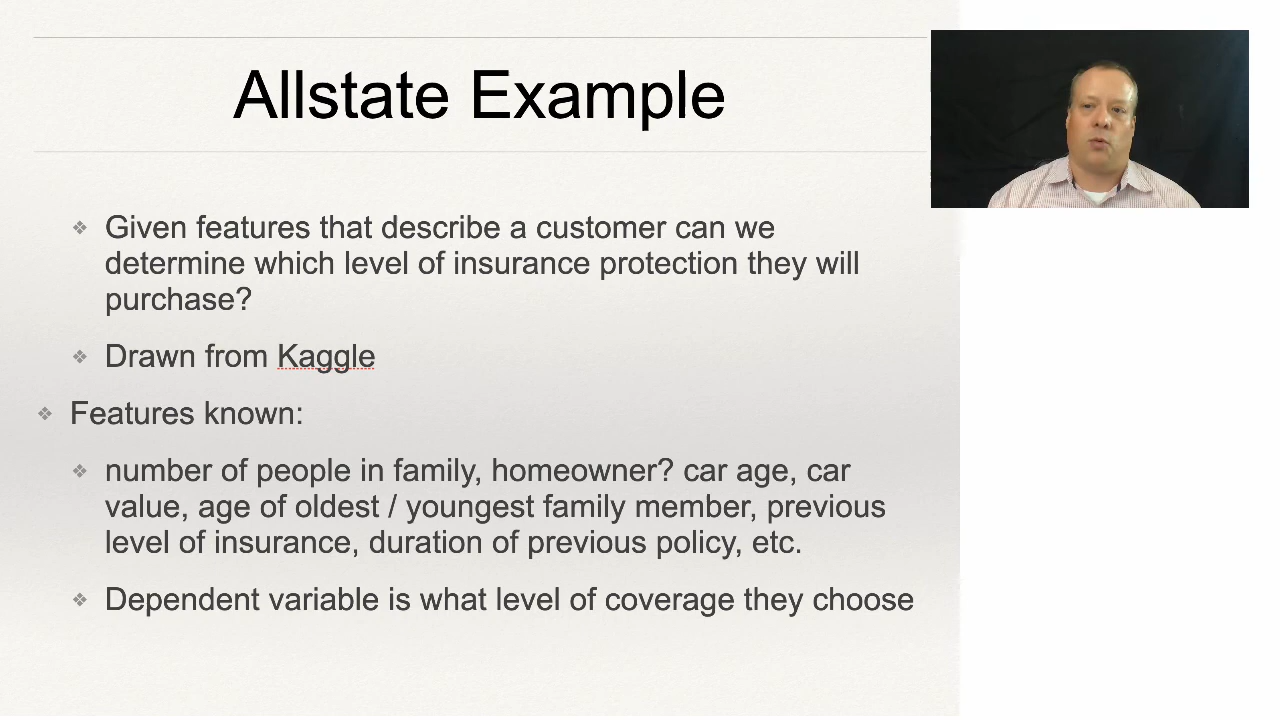 Allstate Example
Given features that describe a customer can we
determine which level of insurance protection they will
purchase?
Drawn from Kaggle
Features known:
number of people in family, homeowner? car age, car
value, age of oldest / youngest family member, previous
level of insurance, duration of previous policy, etc.
Dependent variable is what level of coverage they choose